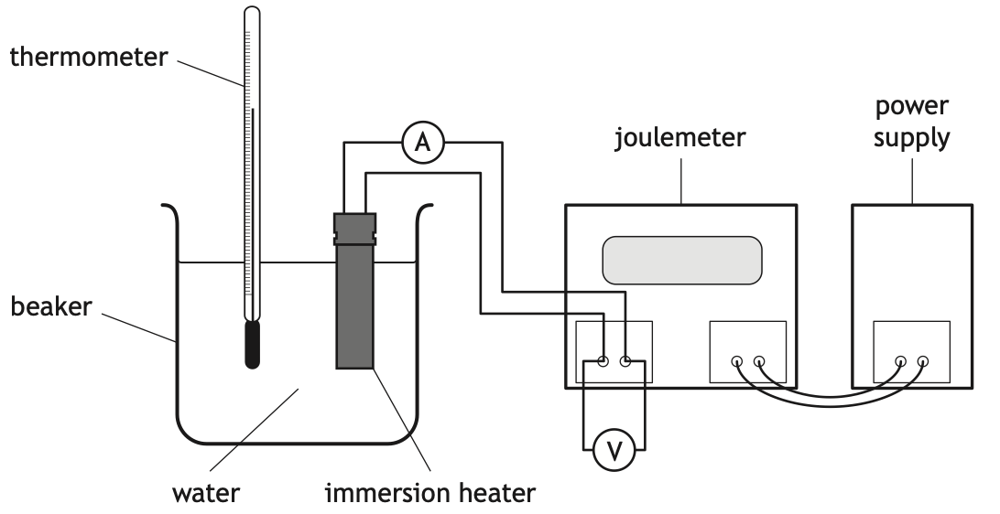 thermometer
A
joulemeter
power
supply
beaker
V
water
immersion heater